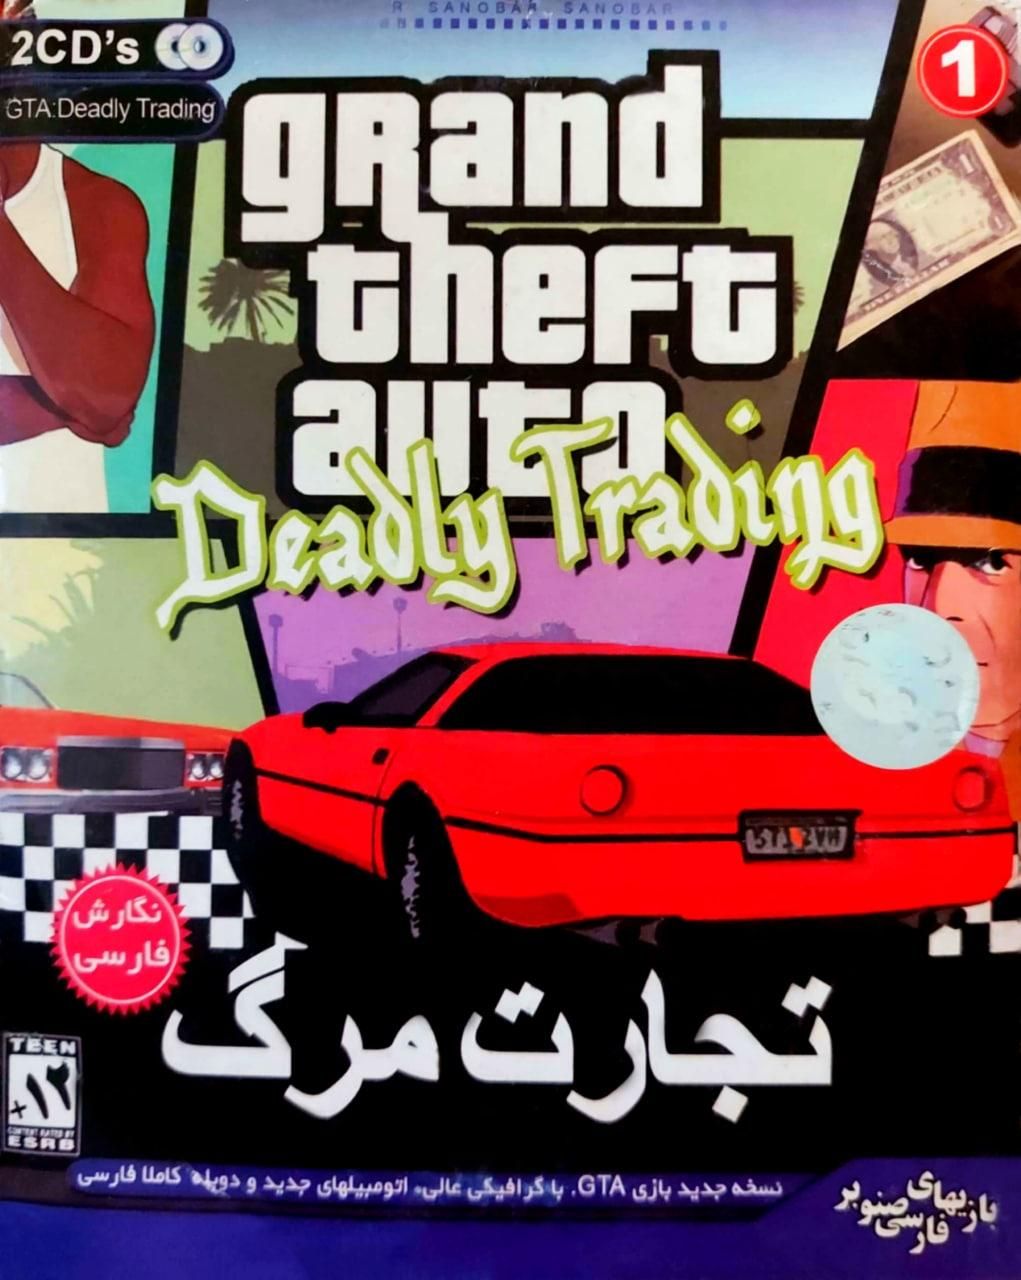 R SANOBAR SANOBAR
2CD's
1
GTA:Deadly Trading
grand
theft
auto
Deadly Trading
نگارش
فارسی
تجارت مرگ
TEEN
+۱۲
CONTENT RATED BY
ESRB
نسخه جدید بازی GTA، با گرافیکی عالی، اتومبیلهای جدید و دوبله کاملا فارسی
بازیهای
فارسی صنوبر